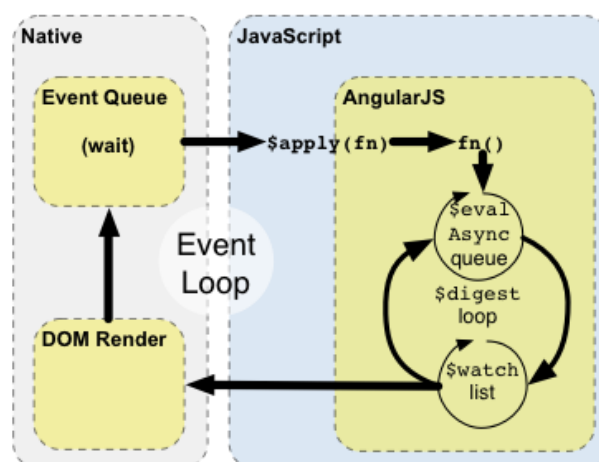 Native
Event Queue
(wait)
Event
Loop
DOM Render
JavaScript
AngularJS
$apply(fn)
fn()
$eval
Async
queue
$digest
loop
$watch
list